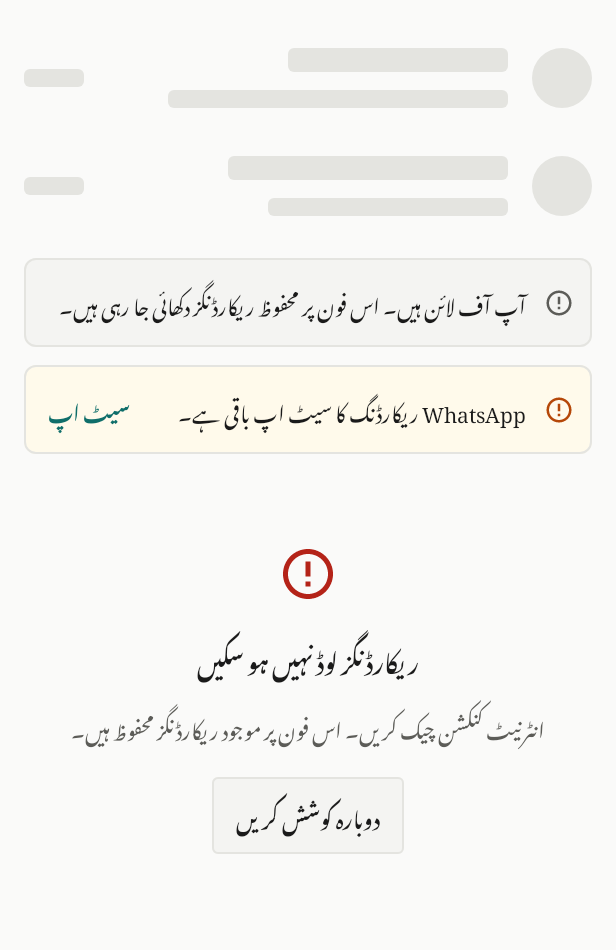 آپ آف لائن ہیں۔ اس فون پر محفوظ ریکارڈنگز دکھائی جا رہی ہیں۔
WhatsApp ریکارڈنگ کا سیٹ اپ باقی ہے۔ سیٹ اپ
ریکارڈنگز لوڈ نہیں ہو سکیں
انٹرنیٹ کنکشن چیک کریں۔ اس فون پر موجود ریکارڈنگز محفوظ ہیں۔
دوبارہ کوشش کریں